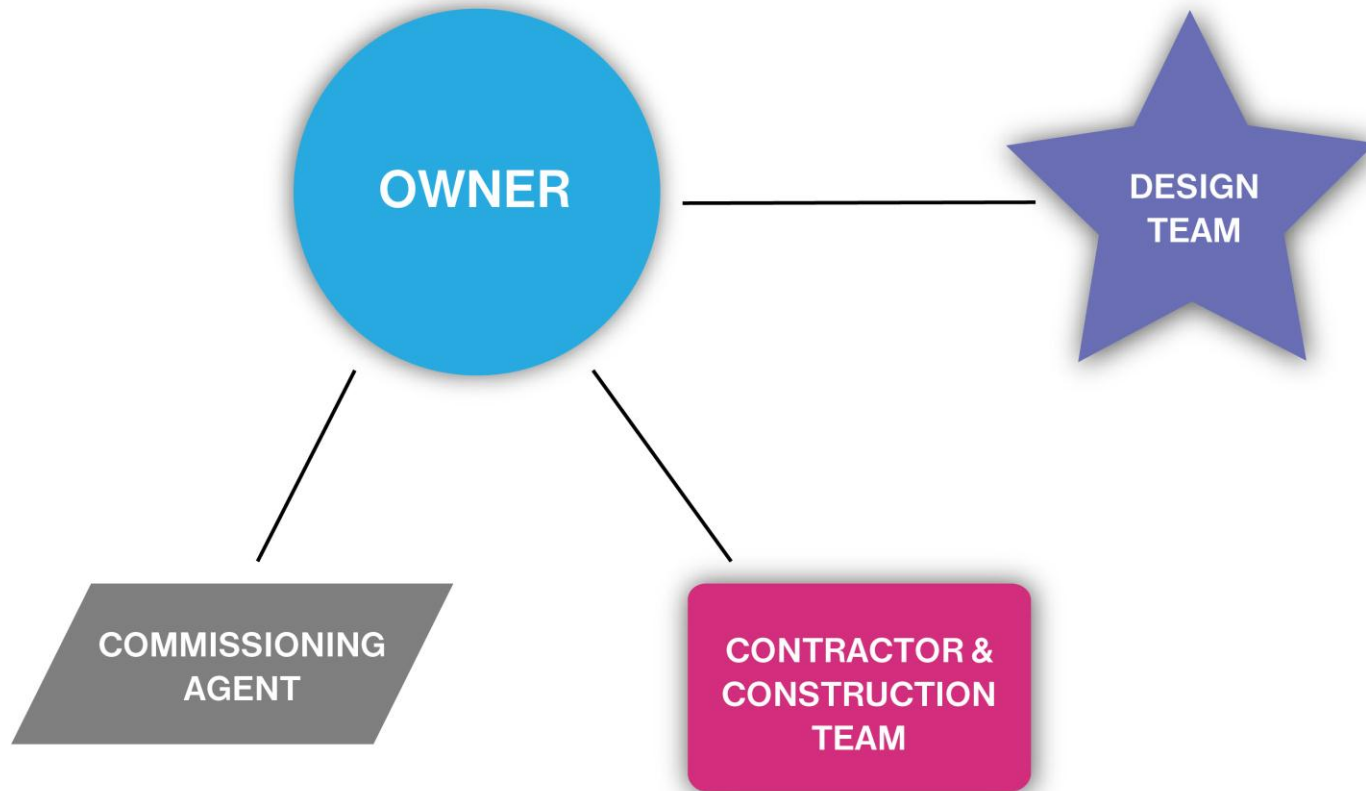 OWNER
DESIGN
TEAM
COMMISSIONING
AGENT
CONTRACTOR &
CONSTRUCTION
TEAM